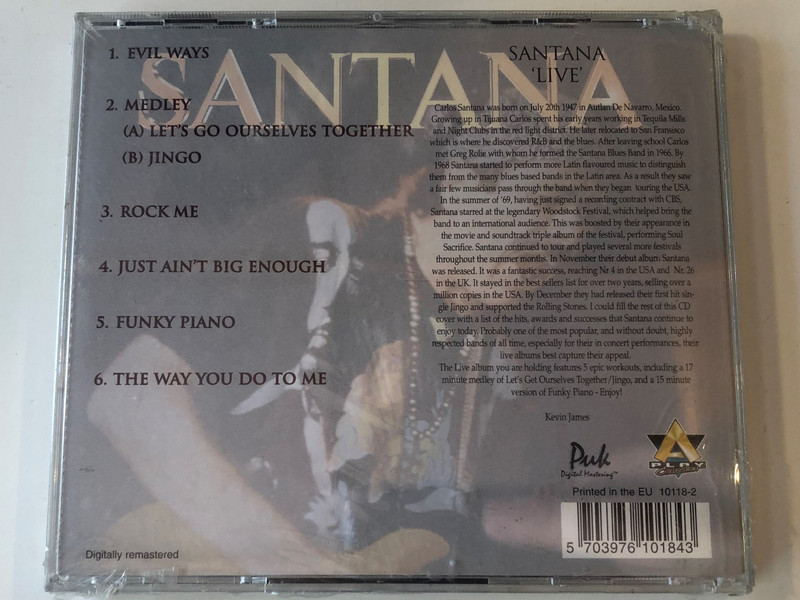 SANTANA
1. EVIL WAYS
2. MEDLEY
(A) LET'S GO OURSELVES TOGETHER
(B) JINGO
3. ROCK ME
4. JUST AIN'T BIG ENOUGH
5. FUNKY PIANO
6. THE WAY YOU DO TO ME
Digitally remastered
SANTANA
'LIVE'
Carlos Santana was born on July 20th 1947 in Autlan De Navarro, Mexico.
Growing up in Tijuana Carlos spent his early years working in Tequila Mills
and Night Clubs in the red light district. He later relocated to San Fransisco
which is where he discovered R&B and the blues. After leaving school Carlos
met Greg Rolie with whom he formed the Santana Blues Band in 1966. By
1968 Santana started to perform more Latin flavoured music to distinguish
them from the many blues based bands in the Latin area. As a result they saw
a fair few musicians pass through the band when they began touring the USA.
In the summer of '69, having just signed a recording contract with CBS,
Santana starred at the legendary Woodstock Festival, which helped bring the
band to an international audience. This was boosted by their appearance in
the movie and soundtrack triple album of the festival, performing Soul
Sacrifice. Santana continued to tour and played several more festivals
throughout the summer months. In November their debut album Santana
was released. It was a fantastic success, reaching Nr 4 in the USA and Nr. 26
in the UK. It stayed in the best sellers list for over two years, selling over a
million copies in the USA. By December they had released their first hit sin-
gle Jingo and supported the Rolling Stones. I could fill the rest of this CD
cover with a list of the hits, awards and successes that Santana continue to
enjoy today. Probably one of the most popular, and without doubt, highly
respected bands of all time, especially for their in concert performances, their
live albums best capture their appeal.
The Live album you are holding features 5 epic workouts, including a 17
minute medley of Let's Get Ourselves Together/Jingo, and a 15 minute
version of Funky Piano - Enjoy!
Kevin James
Puk
Digital Mastering™
A
PLAY
Collection
Printed in the EU 10118-2
5 703976 101843